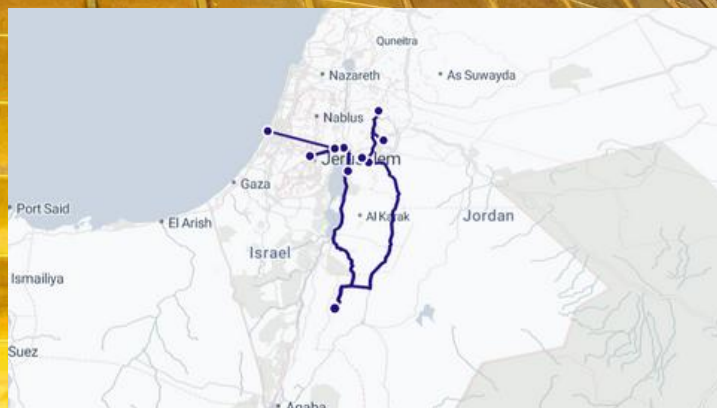 Quneitra
Nazareth
As Suwayda
Nablus
Jerusalem
Gaza
Port Said
El Arish
Al Karak
Jordan
Israel
Ismailiya
Suez
Aqaba